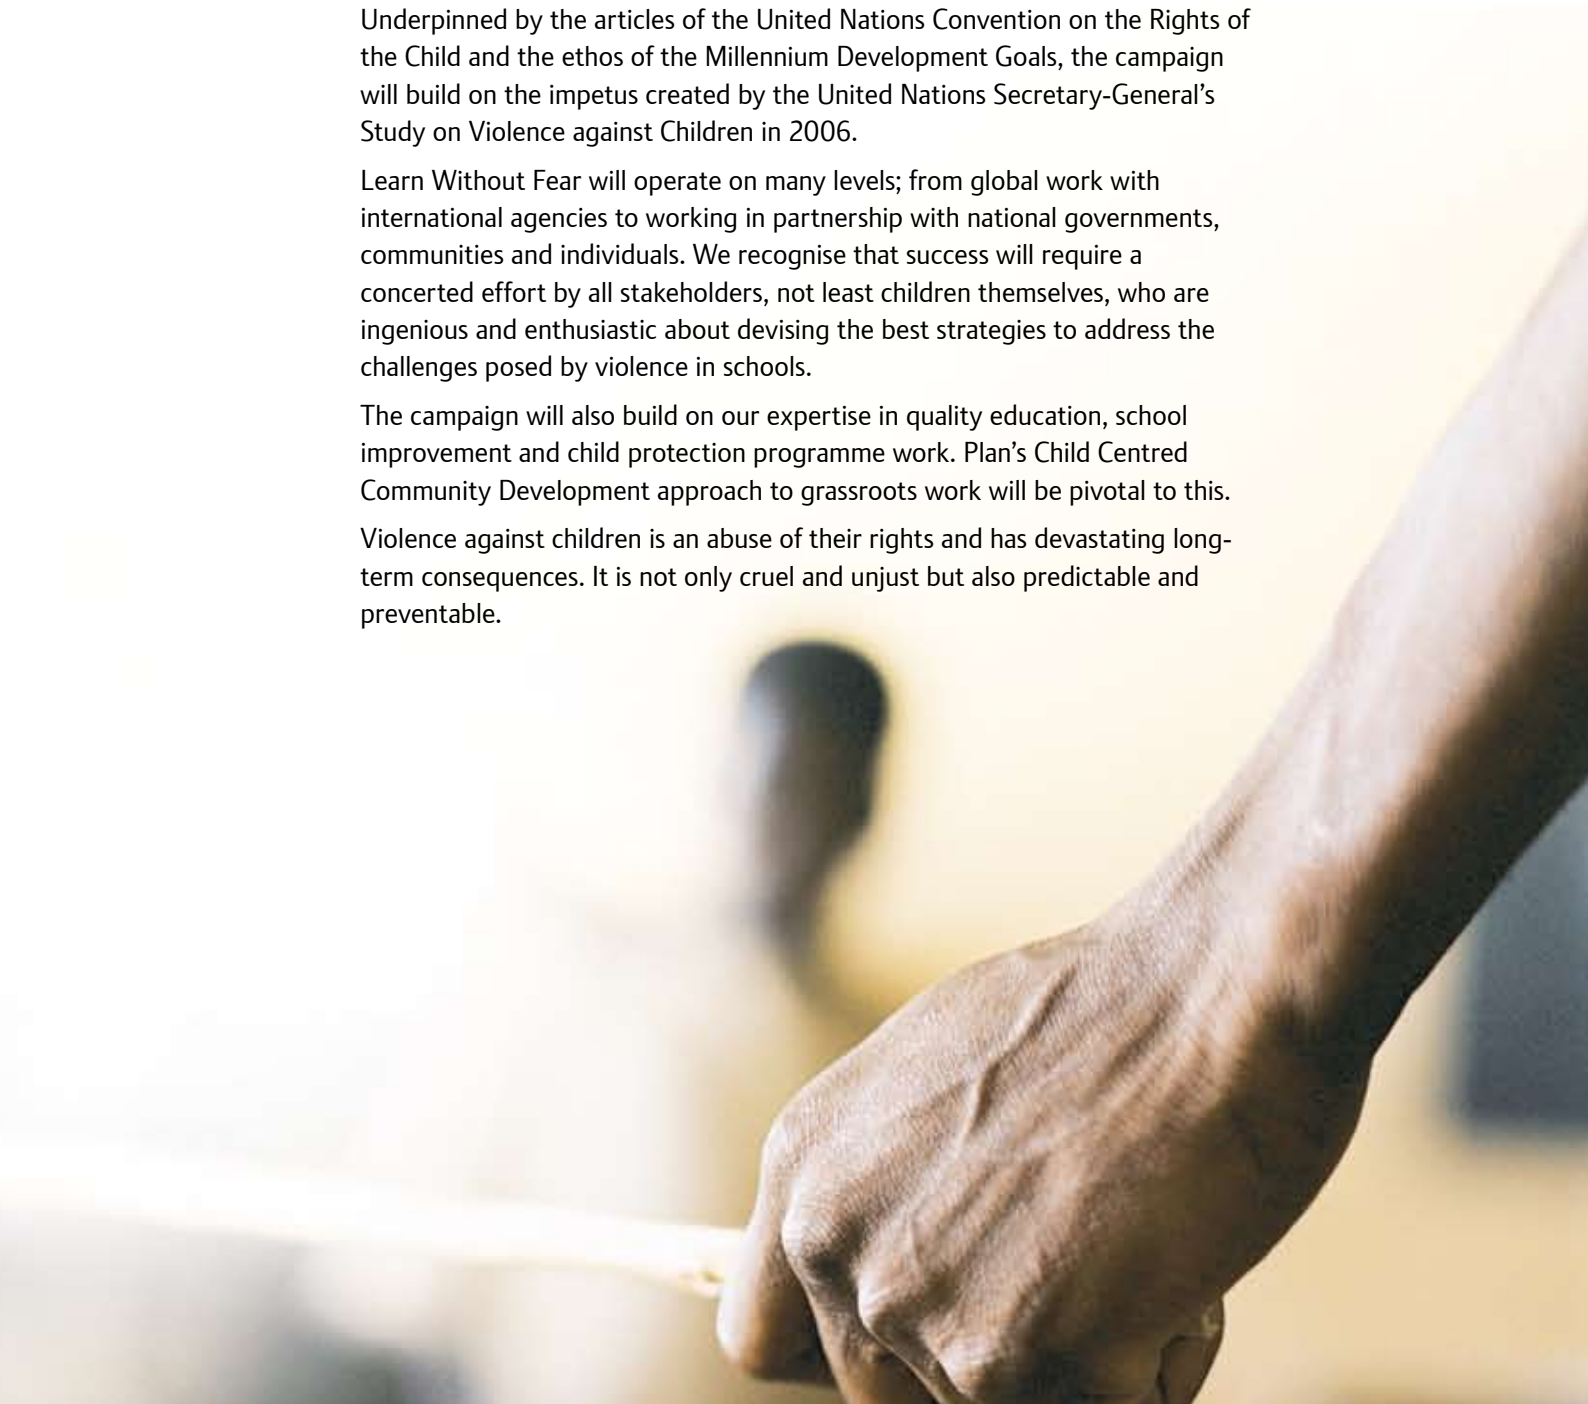 Underpinned by the articles of the United Nations Convention on the Rights of
the Child and the ethos of the Millennium Development Goals, the campaign
will build on the impetus created by the United Nations Secretary-General’s
Study on Violence against Children in 2006.
Learn Without Fear will operate on many levels; from global work with
international agencies to working in partnership with national governments,
communities and individuals. We recognise that success will require a
concerted effort by all stakeholders, not least children themselves, who are
ingenious and enthusiastic about devising the best strategies to address the
challenges posed by violence in schools.
The campaign will also build on our expertise in quality education, school
improvement and child protection programme work. Plan’s Child Centred
Community Development approach to grassroots work will be pivotal to this.
Violence against children is an abuse of their rights and has devastating long-
term consequences. It is not only cruel and unjust but also predictable and
preventable.